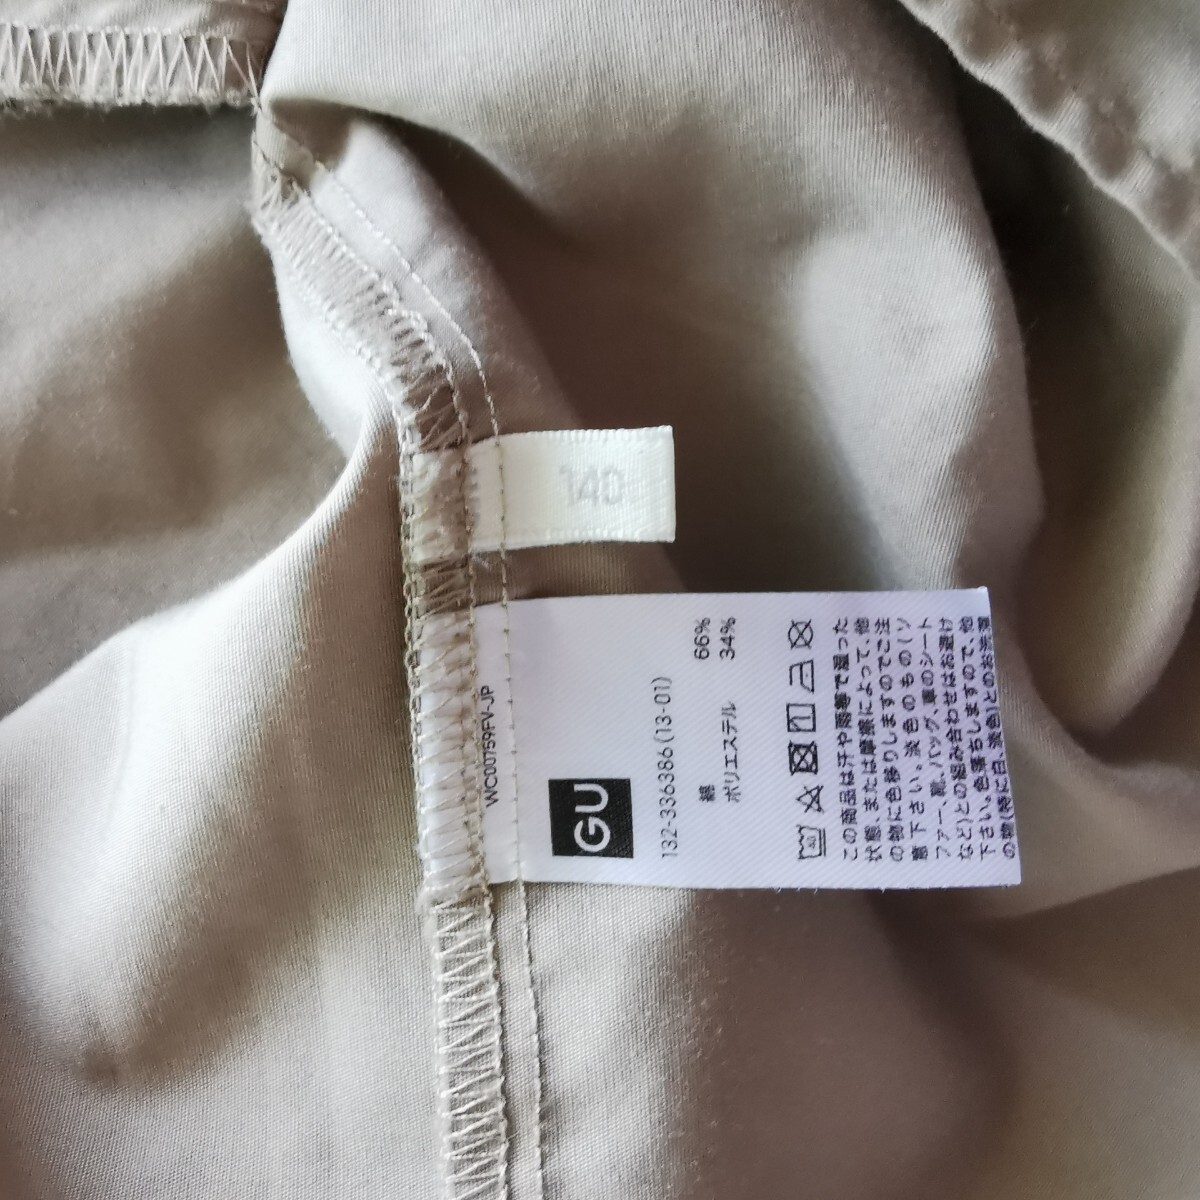 140
WC00759FV-JP
GU
132-336386(13-01)
綿 66%
ポリエステル 34%
40
この商品は汗や雨等で湿った
状態、または摩擦によって、他
の物に色移りしますのでご注
意下さい。淡色のもの(ソ
ファー、靴、バッグ、車のシート
など)との組み合わせはお避け
下さい。色落ちしますので、他
の物(特に白、淡色)とのお洗濯